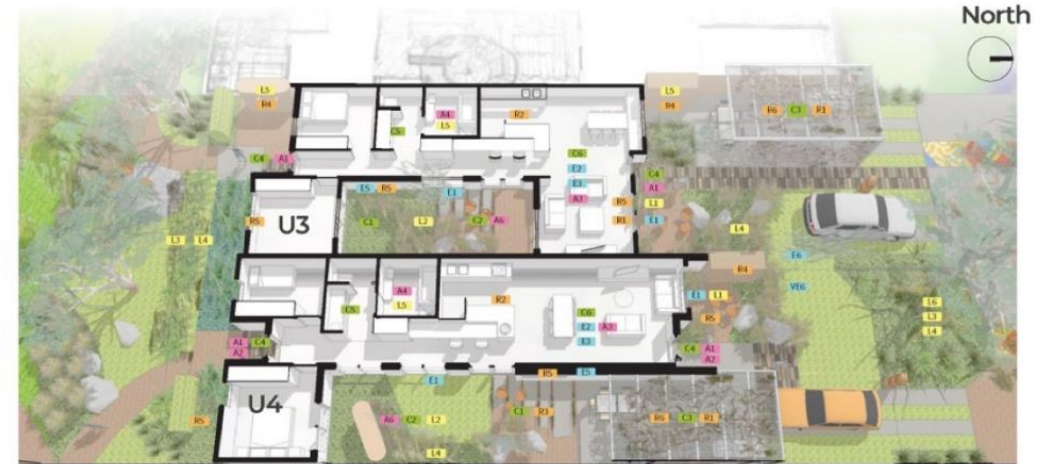 North
L5
R4
L5
R4
A4
L5
C5
R2
R6 C3 R1
C6
E2
E3
A3
C4 A1
C4
A1
L1
E1
R5
R1
E5 R5
E1
C1
L2
C2 A6
R5
U3
L3 L4
L4
E6
VE6
R4
A4
L5
C5
R2
E1 L1
R5
C6
E2 A3
E3
L6
L3
L4
A1 C4
A2
C4 A1
A2
R5 E5
E1
U4
R5
A6 C2 L2
C1 R3
R6 C3 R1
L4